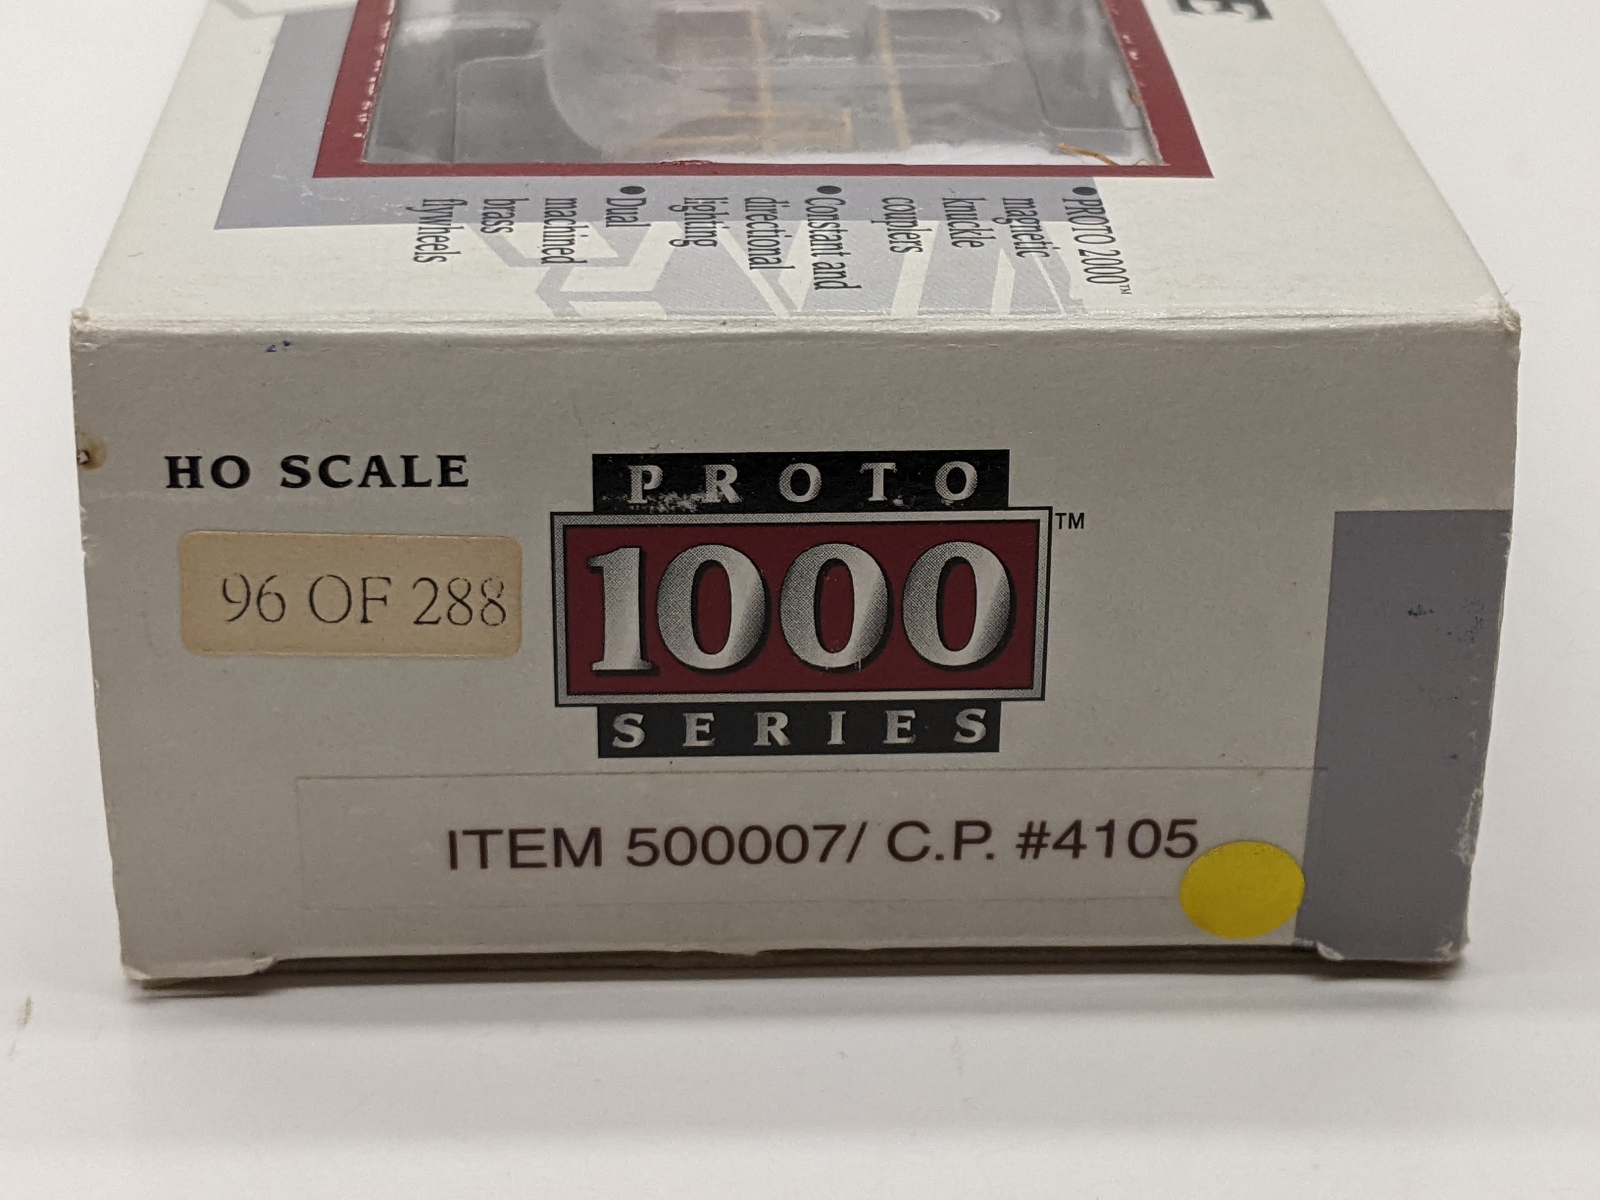 E
• PROTO 2000™
magnetic
knuckle
couplers
• Constant and
directional
lighting
• Dual
machined
brass
flywheels
HO SCALE
96 OF 288
PROTO
1000™
SERIES
ITEM 500007/ C.P. #4105